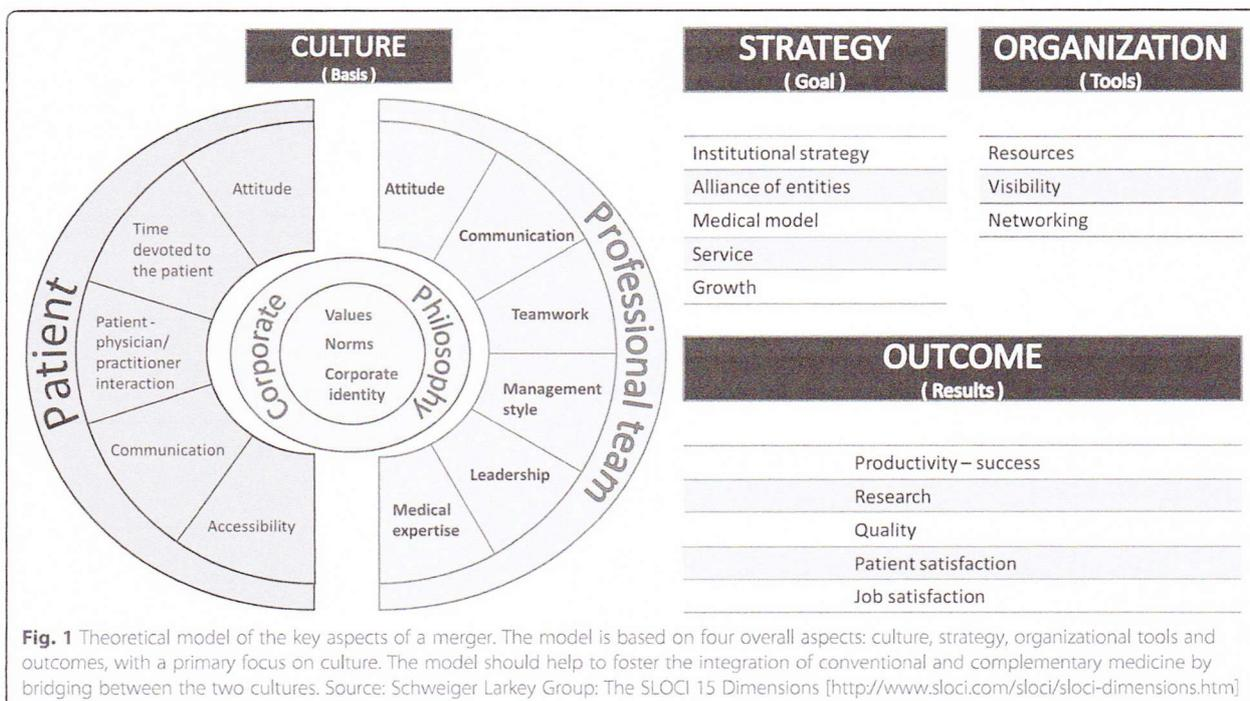 CULTURE
( Basis )
Patient
Attitude
Time
devoted to
the patient
Patient -
physician/
practitioner
interaction
Communication
Accessibility
Corporate Philosophy
Values
Norms
Corporate
identity
Professional team
Attitude
Communication
Teamwork
Management
style
Leadership
Medical
expertise
STRATEGY
( Goal )
Institutional strategy
Alliance of entities
Medical model
Service
Growth
ORGANIZATION
( Tools)
Resources
Visibility
Networking
OUTCOME
( Results )
Productivity – success
Research
Quality
Patient satisfaction
Job satisfaction
Fig. 1 Theoretical model of the key aspects of a merger. The model is based on four overall aspects: culture, strategy, organizational tools and
outcomes, with a primary focus on culture. The model should help to foster the integration of conventional and complementary medicine by
bridging between the two cultures. Source: Schweiger Larkey Group: The SLOCI 15 Dimensions [http://www.sloci.com/sloci/sloci-dimensions.htm]